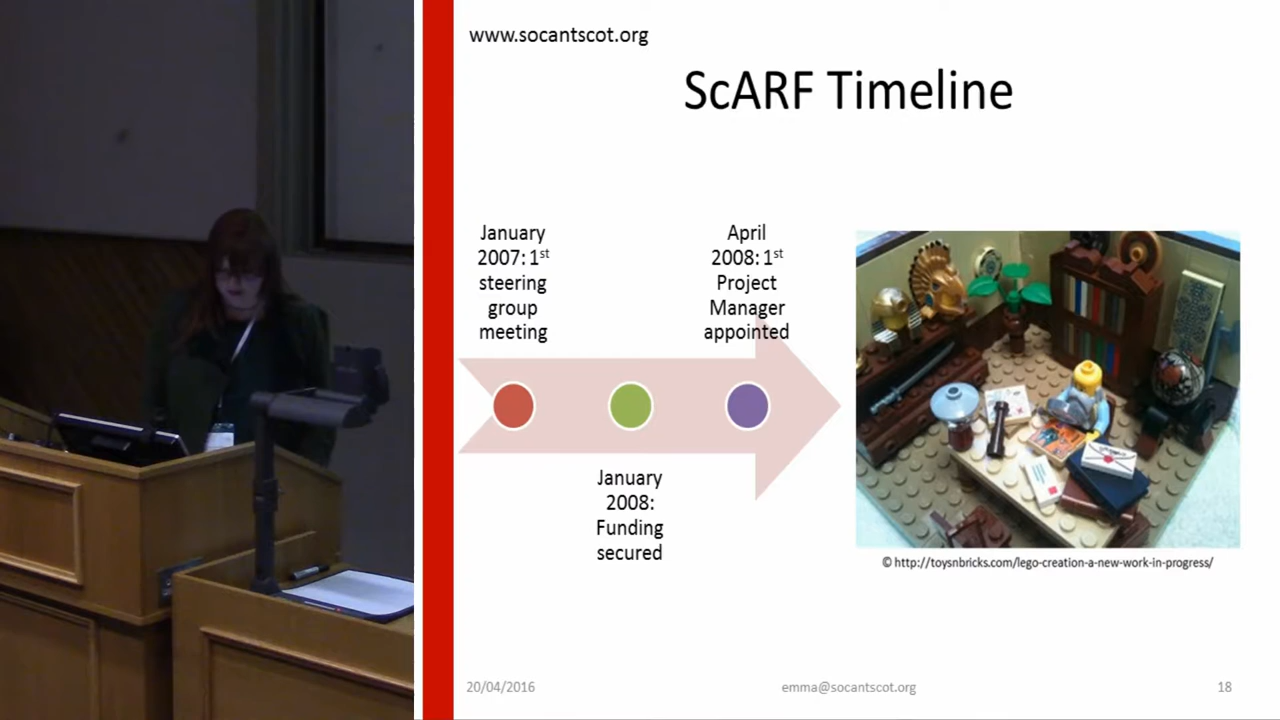 www.socantscot.org
ScARF Timeline
January
2007: 1st
steering
group
meeting
April
2008: 1st
Project
Manager
appointed
January
2008:
Funding
secured
© http://toysnbricks.com/lego-creation-a-new-work-in-progress/
20/04/2016
emma@socantscot.org
18